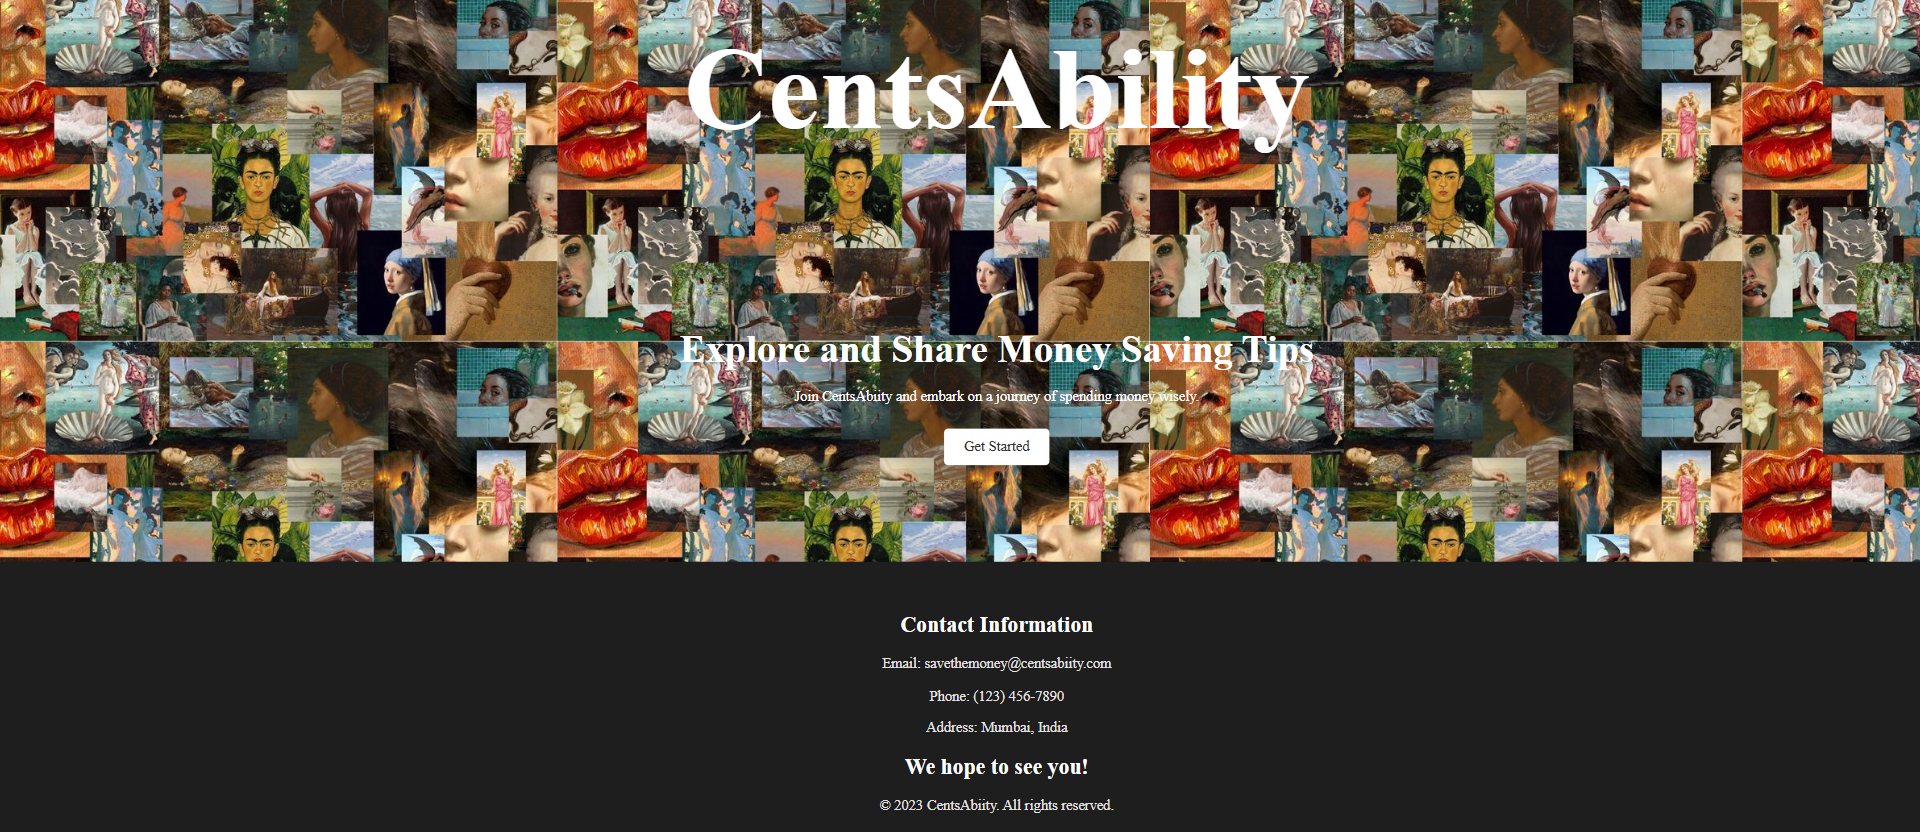 CentsAbility
Explore and Share Money Saving Tips
Join CentsAbiity and embark on a journey of spending money wisely.
Get Started
Contact Information
Email: savethemoney@centsabiity.com
Phone: (123) 456-7890
Address: Mumbai, India
We hope to see you!
© 2023 CentsAbiity. All rights reserved.